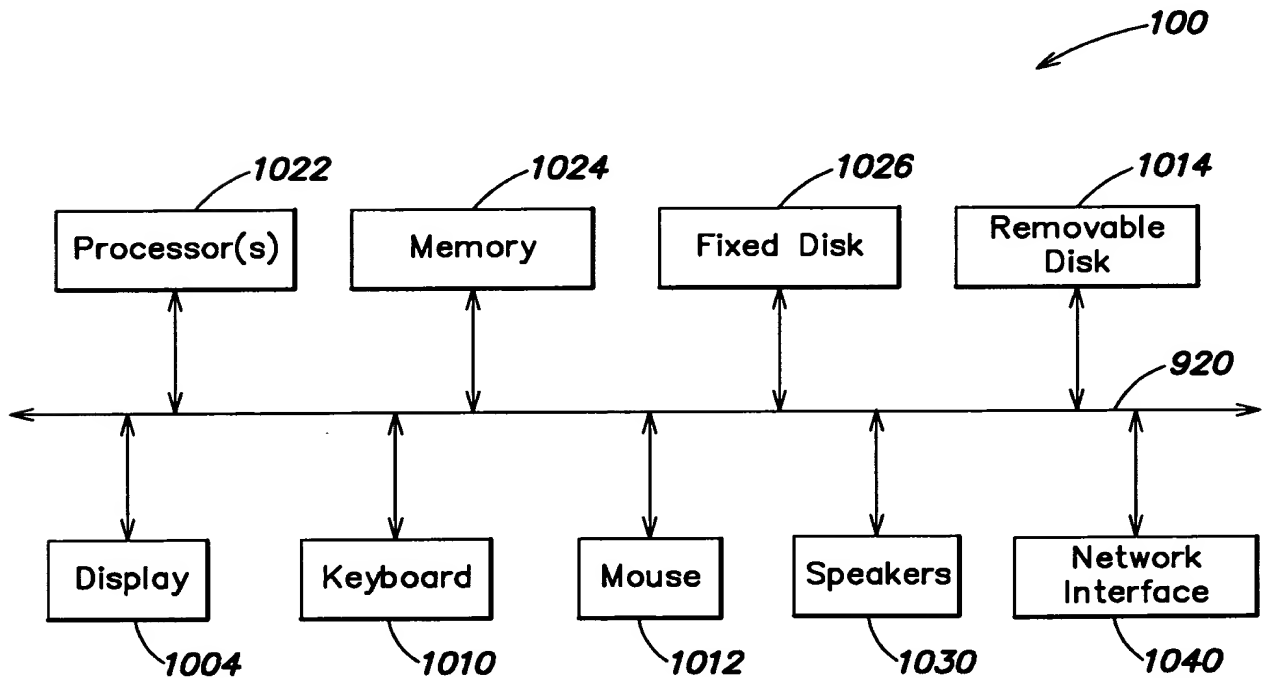 100
1022
1024
1026
1014
Processor(s)
Memory
Fixed Disk
Removable
Disk
920
Display
Keyboard
Mouse
Speakers
Network
Interface
1004
1010
1012
1030
1040